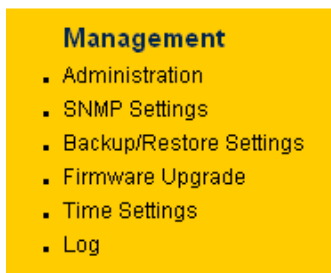 Management
Administration
SNMP Settings
Backup/Restore Settings
Firmware Upgrade
Time Settings
Log